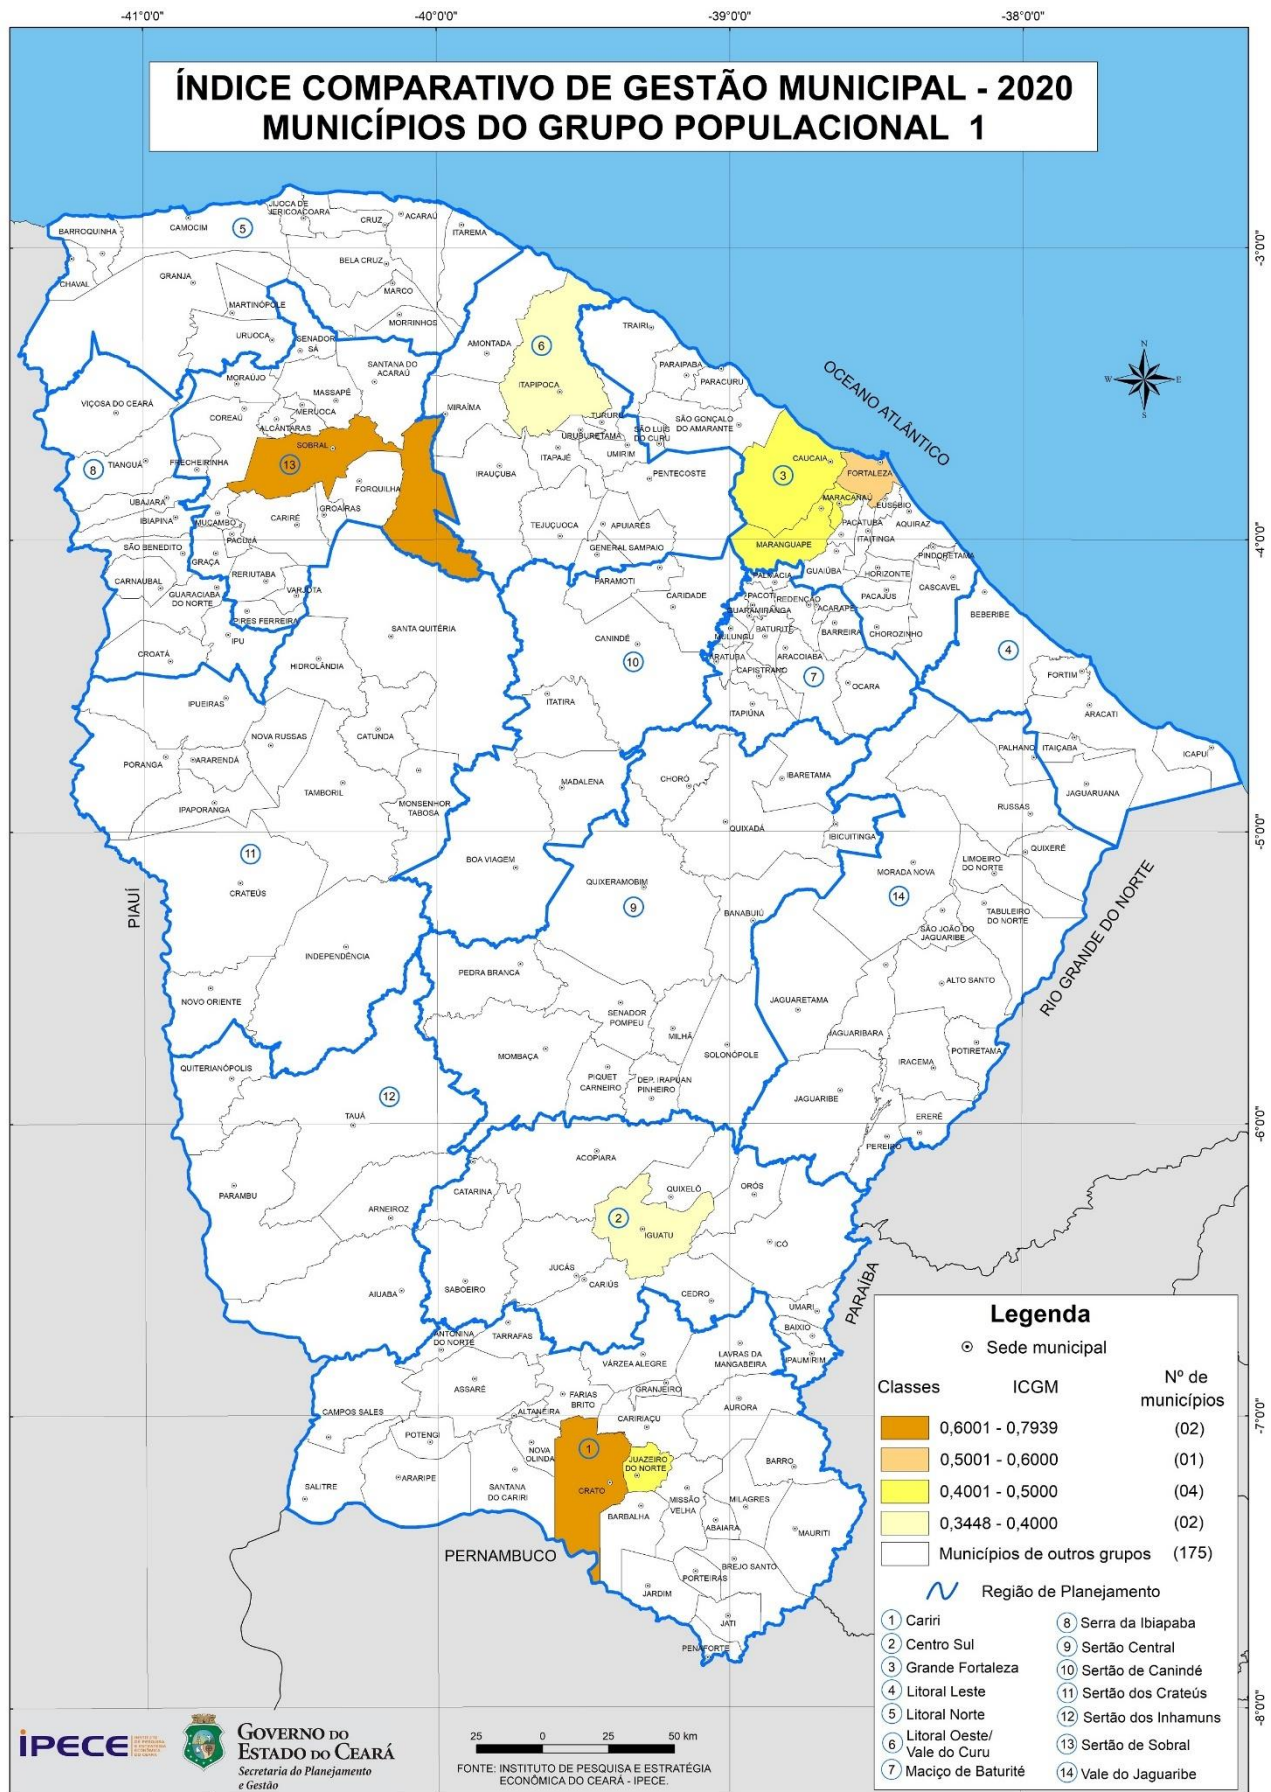 -41°0'0"
-40°0'0"
-39°0'0"
-38°0'0"
ÍNDICE COMPARATIVO DE GESTÃO MUNICIPAL - 2020
MUNICÍPIOS DO GRUPO POPULACIONAL 1
-3°0'0"
-4°0'0"
-5°0'0"
-6°0'0"
-7°0'0"
-8°0'0"
JIJOCA DE
JERICOACOARA
CRUZ
ACARAÚ
ITAREMA
BARROQUINHA
CAMOCIM
5
BELA CRUZ
CHAVAL
GRANJA
MARCO
MARTINÓPOLE
MORRINHOS
URUOCA
SENADOR
SÁ
AMONTADA
6
TRAIRI
N
W
E
S
OCEANO ATLÂNTICO
SANTANA DO
ACARAÚ
PARAIPABA
PARACURU
MORAÚJO
MASSAPÉ
ITAPIPOCA
VIÇOSA DO CEARÁ
COREAÚ
MERUOCA
MIRAÍMA
TURURU
SÃO GONÇALO
DO AMARANTE
ALCÂNTARAS
URUBURETAMA
SÃO LUIS
DO CURU
SOBRAL
UMIRIM
CAUCAIA
FORTALEZA
8
TIANGUÁ
FRECHEIRINHA
13
IRAUÇUBA
ITAPAJÉ
PENTECOSTE
3
FORQUILHA
MARACANAÚ
EUSÉBIO
UBAJARA
GROAÍRAS
IBIAPINA
MUCAMBO
CARIRÉ
TEJUÇUOCA
APUIARÉS
PACATUBA
AQUIRAZ
PACUJÁ
ITAITINGA
SÃO BENEDITO
GRAÇA
GENERAL SAMPAIO
MARANGUAPE
PINDORETAMA
GUAIÚBA
HORIZONTE
CARNAUBAL
RERIUTABA
PARAMOTI
PALMÁCIA
CASCAVEL
GUARACIABA
DO NORTE
VARJOTA
CARIDADE
PACOTI
REDENÇÃO
PACAJUS
GUARAMIRANGA
ACARAPE
BEBERIBE
PIRES FERREIRA
SANTA QUITÉRIA
MULUNGU
BATURITÉ
BARREIRA
CHOROZINHO
IPU
CANINDÉ
4
CROATÁ
HIDROLÂNDIA
10
ARATUBA
ARACOIABA
CAPISTRANO
7
FORTIM
OCARA
IPUEIRAS
ITATIRA
ITAPIÚNA
ARACATI
NOVA RUSSAS
CATUNDA
PALHANO
ITAIÇABA
ICAPUÍ
PORANGA
ARARENDÁ
MADALENA
CHORÓ
IBARETAMA
TAMBORIL
JAGUARUANA
IPAPORANGA
MONSENHOR
TABOSA
RUSSAS
QUIXADÁ
IBICUITINGA
QUIXERÉ
11
BOA VIAGEM
LIMOEIRO
DO NORTE
CRATEÚS
QUIXERAMOBIM
MORADA NOVA
14
9
BANABUIÚ
TABULEIRO
DO NORTE
PIAUÍ
RIO GRANDE DO NORTE
SÃO JOÃO DO
JAGUARIBE
INDEPENDÊNCIA
PEDRA BRANCA
ALTO SANTO
NOVO ORIENTE
JAGUARETAMA
SENADOR
POMPEU
MILHÃ
JAGUARIBARA
MOMBAÇA
SOLONÓPOLE
POTIRETAMA
IRACEMA
QUITERIANÓPOLIS
PIQUET
CARNEIRO
DEP. IRAPUAN
PINHEIRO
JAGUARIBE
12
TAUÁ
ERERÉ
PEREIRO
ACOPIARA
PARAMBU
CATARINA
QUIXELÔ
ORÓS
ARNEIROZ
2
IGUATU
ICÓ
JUCÁS
CARIÚS
AIUABA
SABOEIRO
CEDRO
UMARI
PARAÍBA
BAIXIO
ANTONINA
DO NORTE
TARRAFAS
IPAUMIRIM
VÁRZEA ALEGRE
LAVRAS DA
MANGABEIRA
ASSARÉ
FARIAS
BRITO
GRANJEIRO
AURORA
CAMPOS SALES
ALTANEIRA
CARIRIAÇU
POTENGI
NOVA
OLINDA
1
JUAZEIRO
DO NORTE
BARRO
SALITRE
ARARIPE
SANTANA
DO CARIRI
CRATO
MISSÃO
VELHA
MILAGRES
BARBALHA
ABAIARA
MAURITI
PERNAMBUCO
BREJO SANTO
PORTEIRAS
JARDIM
JATI
PENAFORTE
Legenda
Sede municipal
Classes ICGM Nº de
municípios
0,6001 - 0,7939 (02)
0,5001 - 0,6000 (01)
0,4001 - 0,5000 (04)
0,3448 - 0,4000 (02)
Municípios de outros grupos (175)
Região de Planejamento
1 Cariri
2 Centro Sul
3 Grande Fortaleza
4 Litoral Leste
5 Litoral Norte
6 Litoral Oeste/
Vale do Curu
7 Maciço de Baturité
8 Serra da Ibiapaba
9 Sertão Central
10 Sertão de Canindé
11 Sertão dos Crateús
12 Sertão dos Inhamuns
13 Sertão de Sobral
14 Vale do Jaguaribe
iPECE
GOVERNO DO
ESTADO DO CEARÁ
Secretaria do Planejamento
e Gestão
25 0 25 50 km
FONTE: INSTITUTO DE PESQUISA E ESTRATÉGIA
ECONÔMICA DO CEARÁ - IPECE.